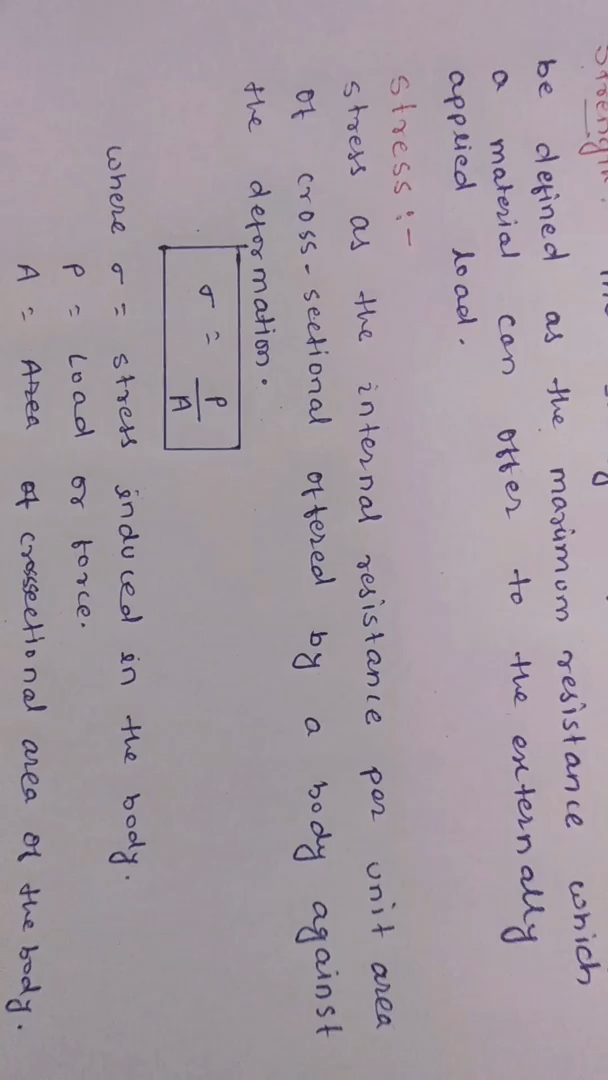 Strength:
be defined as the maximum resistance which
a material can offer to the externally
applied load.
Stress :-
stress as the internal resistance per unit area
of cross-sectional offered by a body against
the deformation.
σ = P/A
where σ = stress induced in the body.
P = Load or force.
A = Area of crossectional area of the body.